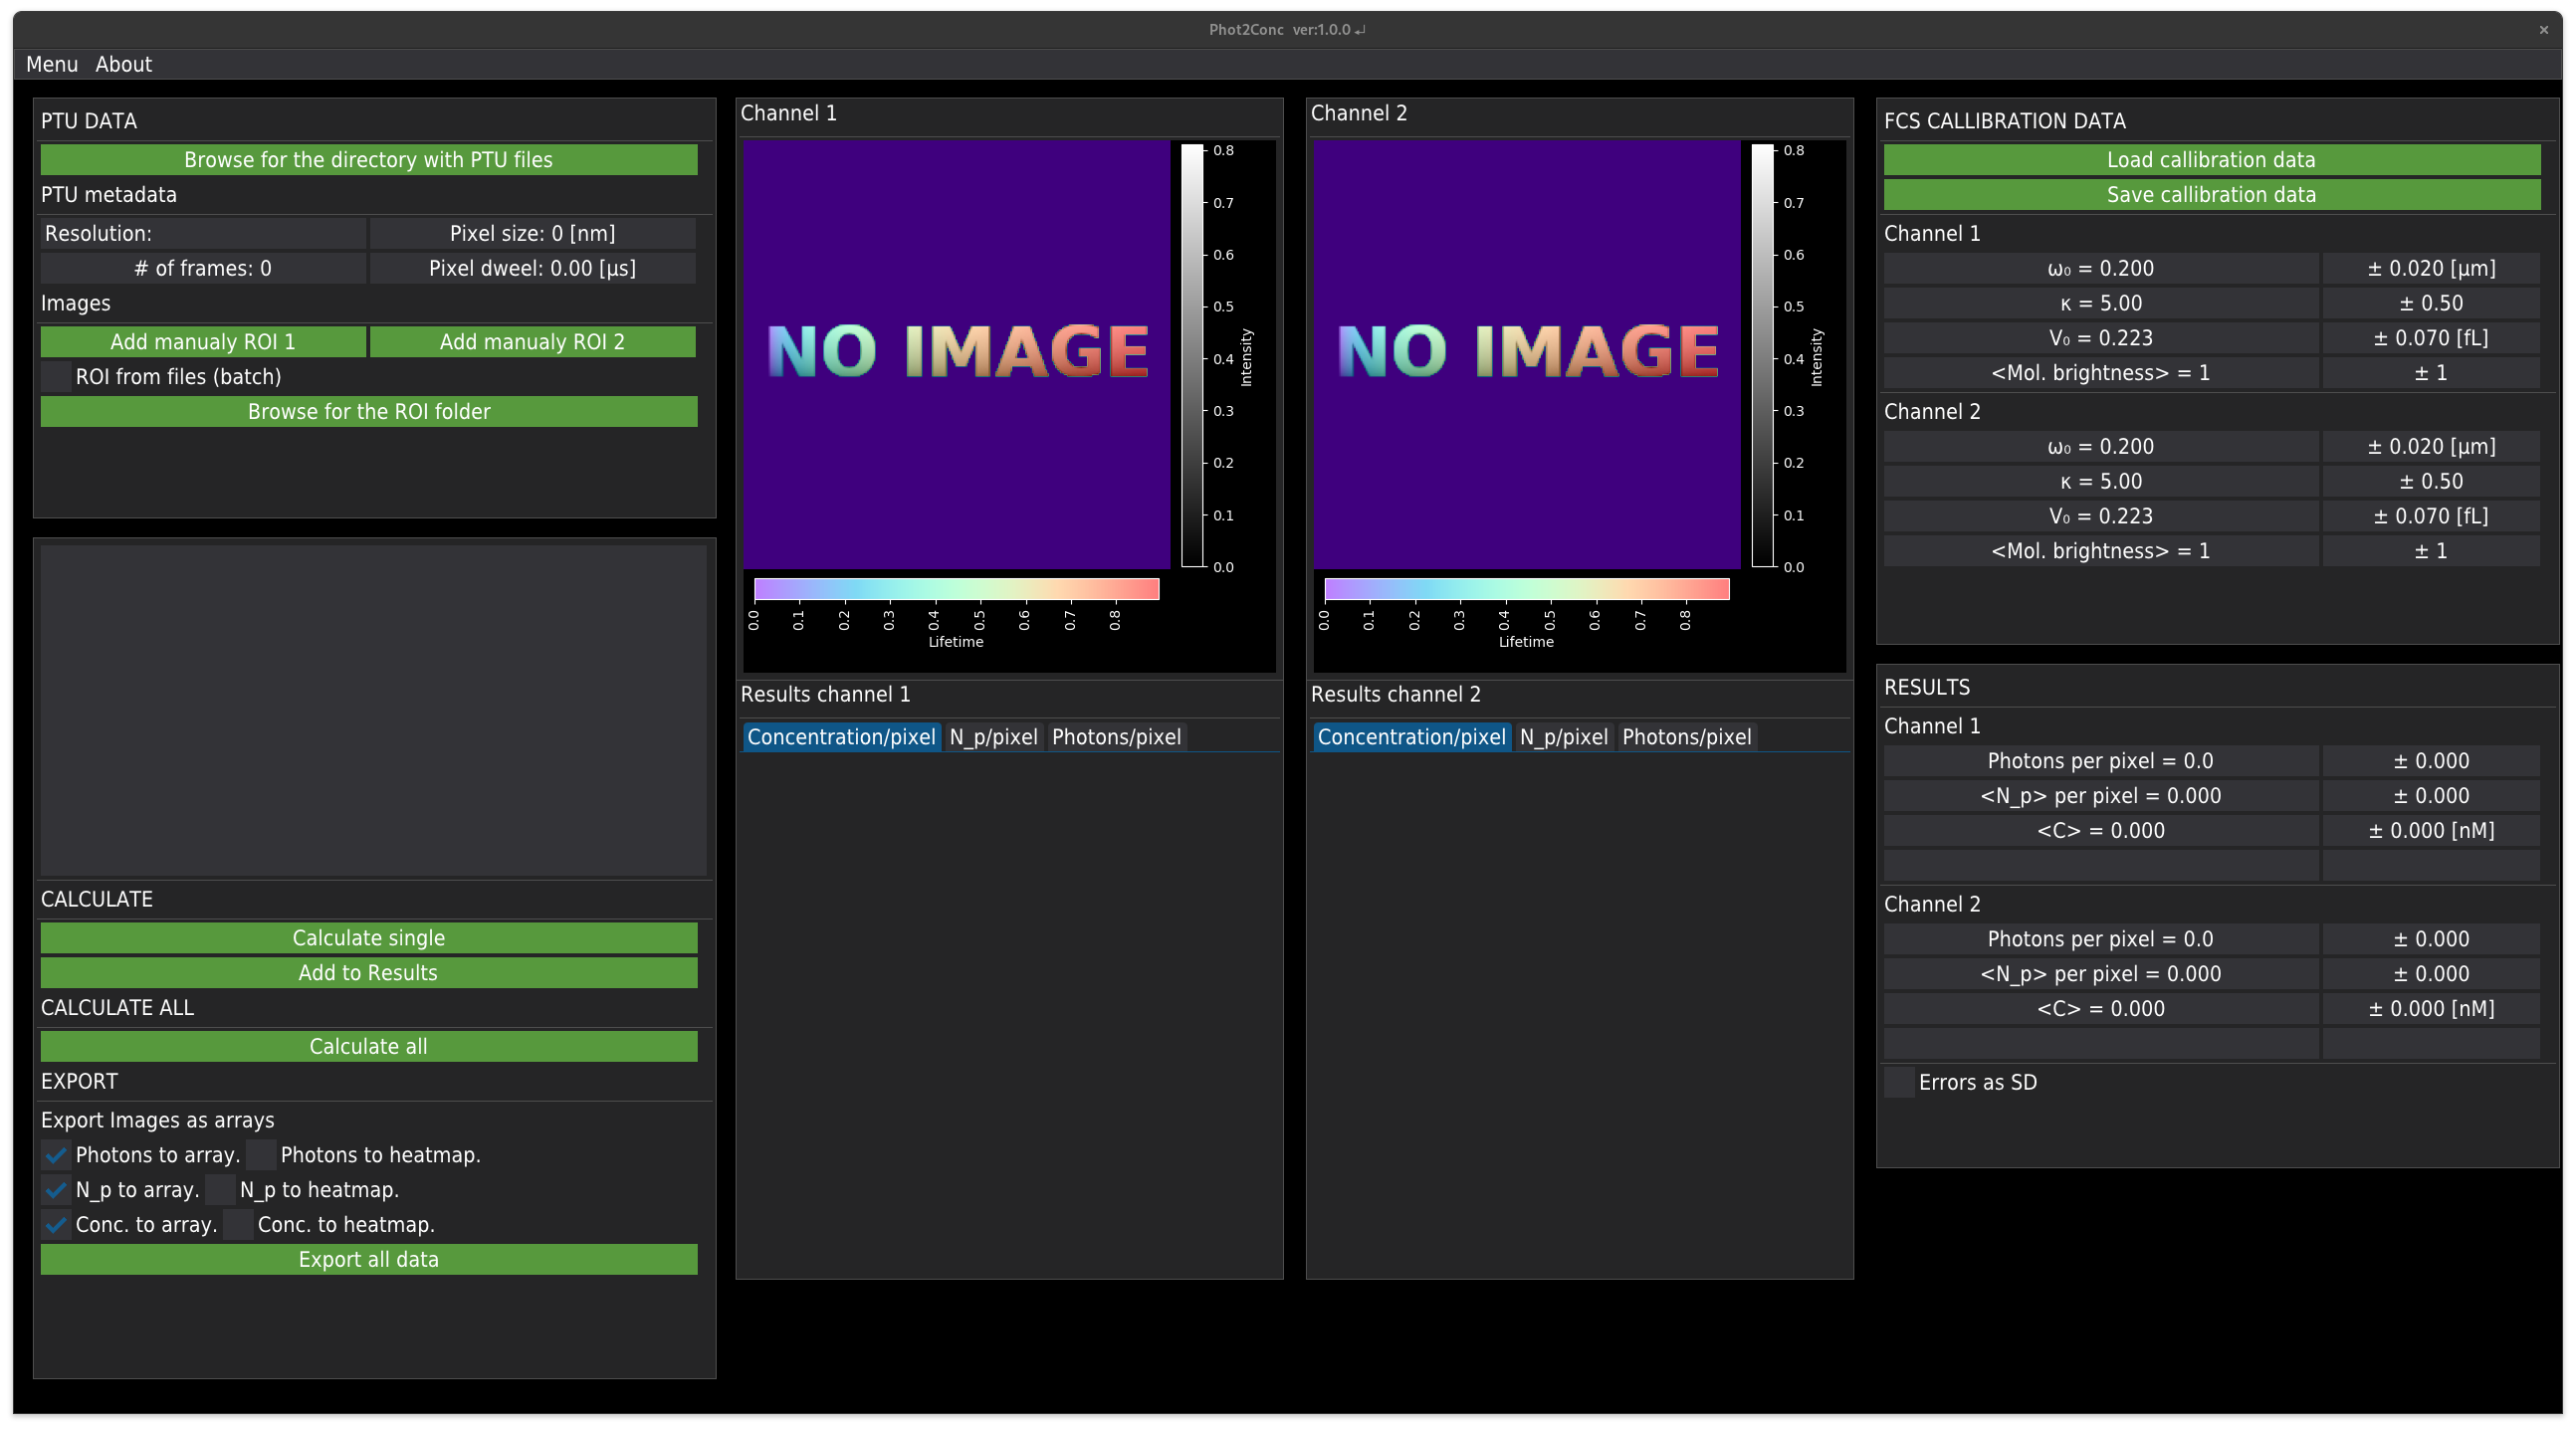 Phot2Conc ver:1.0.0
Menu About
PTU DATA
Browse for the directory with PTU files
PTU metadata
Resolution: Pixel size: 0 [nm]
# of frames: 0 Pixel dweel: 0.00 [µs]
Images
Add manualy ROI 1 Add manualy ROI 2
ROI from files (batch)
Browse for the ROI folder
CALCULATE
Calculate single
Add to Results
CALCULATE ALL
Calculate all
EXPORT
Export Images as arrays
Photons to array. Photons to heatmap.
N_p to array. N_p to heatmap.
Conc. to array. Conc. to heatmap.
Export all data
Channel 1
NO IMAGE
0.8
0.7
0.6
0.5
0.4
0.3
0.2
0.1
0.0
Intensity
0.0 0.1 0.2 0.3 0.4 0.5 0.6 0.7 0.8
Lifetime
Results channel 1
Concentration/pixel N_p/pixel Photons/pixel
Channel 2
NO IMAGE
0.8
0.7
0.6
0.5
0.4
0.3
0.2
0.1
0.0
Intensity
0.0 0.1 0.2 0.3 0.4 0.5 0.6 0.7 0.8
Lifetime
Results channel 2
Concentration/pixel N_p/pixel Photons/pixel
FCS CALLIBRATION DATA
Load callibration data
Save callibration data
Channel 1
ω₀ = 0.200 ± 0.020 [µm]
κ = 5.00 ± 0.50
V₀ = 0.223 ± 0.070 [fL]
<Mol. brightness> = 1 ± 1
Channel 2
ω₀ = 0.200 ± 0.020 [µm]
κ = 5.00 ± 0.50
V₀ = 0.223 ± 0.070 [fL]
<Mol. brightness> = 1 ± 1
RESULTS
Channel 1
Photons per pixel = 0.0 ± 0.000
<N_p> per pixel = 0.000 ± 0.000
<C> = 0.000 ± 0.000 [nM]
Channel 2
Photons per pixel = 0.0 ± 0.000
<N_p> per pixel = 0.000 ± 0.000
<C> = 0.000 ± 0.000 [nM]
Errors as SD